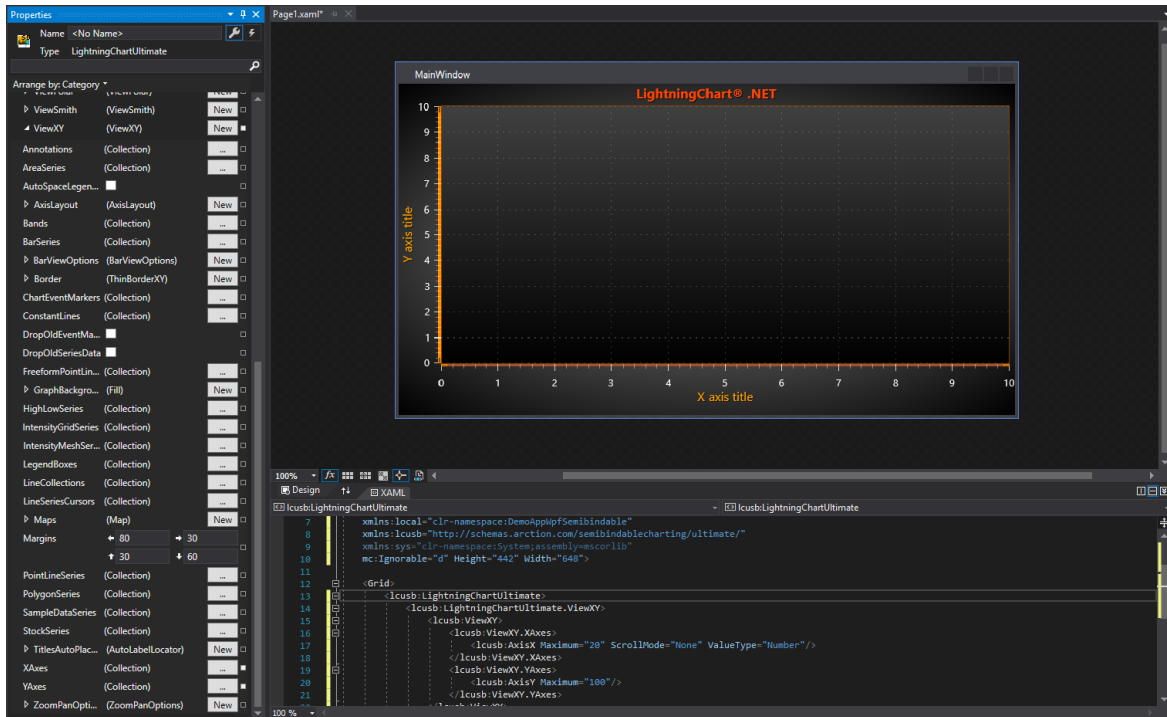 Properties
Name <No Name>
Type LightningChartUltimate
Arrange by: Category
ViewSmith (ViewSmith) New
ViewXY (ViewXY) New
Annotations (Collection) ...
AreaSeries (Collection) ...
AutoSpaceLegen...
AxisLayout (AxisLayout) New
Bands (Collection) ...
BarSeries (Collection) ...
BarViewOptions (BarViewOptions) New
Border (ThinBorderXY) New
ChartEventMarkers (Collection) ...
ConstantLines (Collection) ...
DropOldEventMa...
DropOldSeriesData
FreeformPointLin... (Collection) ...
GraphBackgro... (Fill) New
HighLowSeries (Collection) ...
IntensityGridSeries (Collection) ...
IntensityMeshSer... (Collection) ...
LegendBoxes (Collection) ...
LineCollections (Collection) ...
LineSeriesCursors (Collection) ...
Maps (Map) New
Margins 80 30
30 60
PointLineSeries (Collection) ...
PolygonSeries (Collection) ...
SampleDataSeries (Collection) ...
StockSeries (Collection) ...
TitlesAutoPlac... (AutoLabelLocator) New
XAxes (Collection) ...
YAxes (Collection) ...
ZoomPanOpti... (ZoomPanOptions) New
Page1.xaml*
MainWindow
LightningChart® .NET
10
9
8
7
6
5
4
3
2
1
0
Y axis title
0 1 2 3 4 5 6 7 8 9 10
X axis title
100% fx
Design XAML
lcusb:LightningChartUltimate lcusb:LightningChartUltimate
7 xmlns:local="clr-namespace:DemoAppWpfSemibindable"
8 xmlns:lcusb="http://schemas.arction.com/semibindablecharting/ultimate/"
9 xmlns:sys="clr-namespace:System;assembly=mscorlib"
10 mc:Ignorable="d" Height="442" Width="648">
11
12 <Grid>
13 <lcusb:LightningChartUltimate>
14 <lcusb:LightningChartUltimate.ViewXY>
15 <lcusb:ViewXY>
16 <lcusb:ViewXY.XAxes>
17 <lcusb:AxisX Maximum="20" ScrollMode="None" ValueType="Number"/>
18 </lcusb:ViewXY.XAxes>
19 <lcusb:ViewXY.YAxes>
20 <lcusb:AxisY Maximum="100"/>
21 </lcusb:ViewXY.YAxes>
100 %